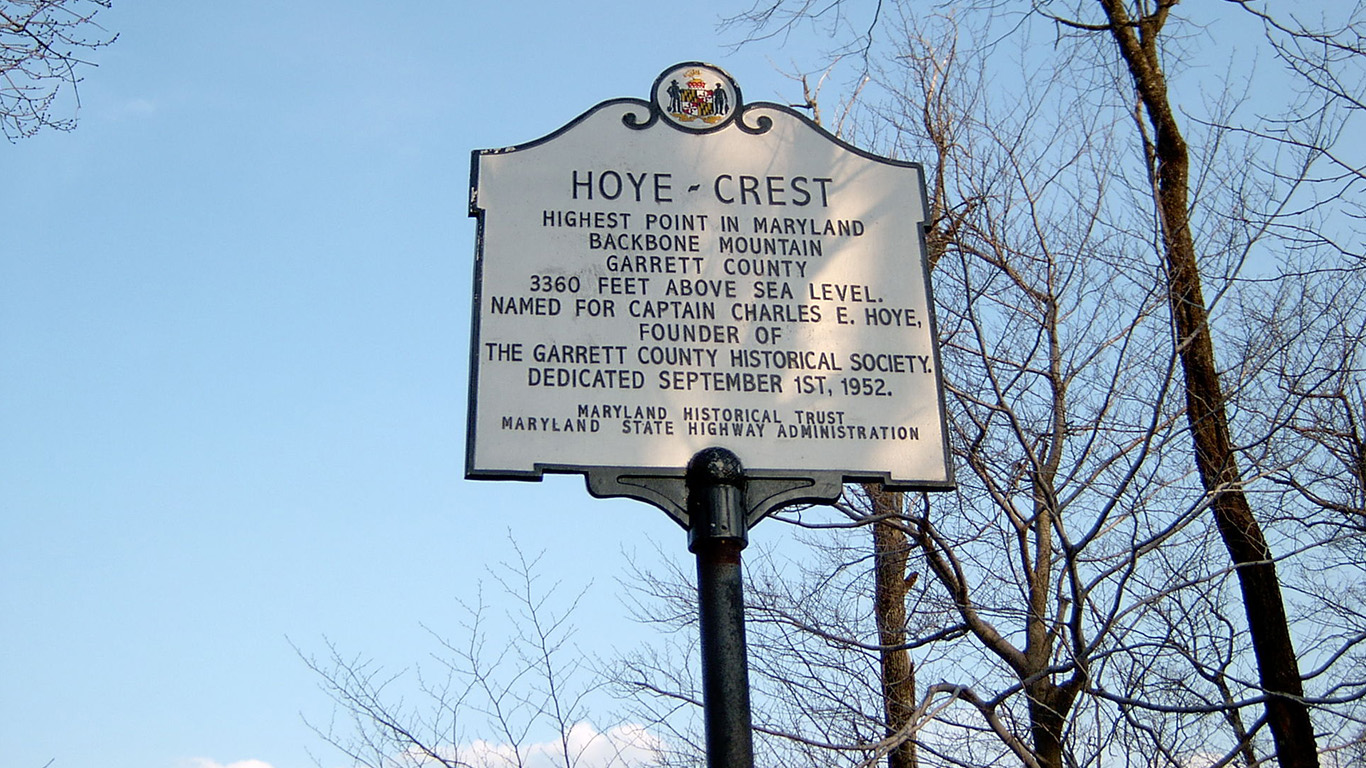 HOYE - CREST
HIGHEST POINT IN MARYLAND
BACKBONE MOUNTAIN
GARRETT COUNTY
3360 FEET ABOVE SEA LEVEL.
NAMED FOR CAPTAIN CHARLES E. HOYE,
FOUNDER OF
THE GARRETT COUNTY HISTORICAL SOCIETY.
DEDICATED SEPTEMBER 1ST, 1952.
MARYLAND HISTORICAL TRUST
MARYLAND STATE HIGHWAY ADMINISTRATION